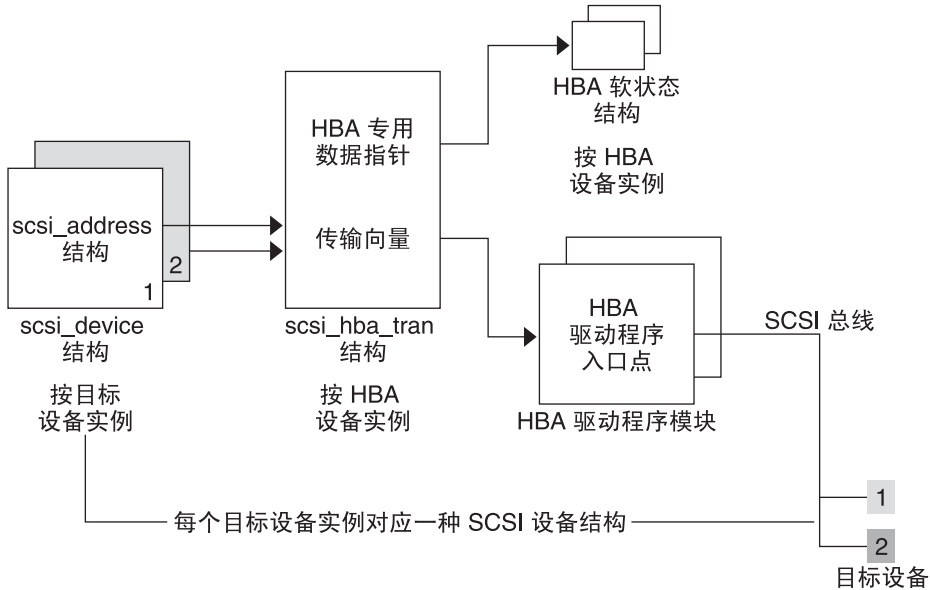 HBA 软状态
结构
按 HBA
设备实例
HBA 专用
数据指针
传输向量
scsi_address
结构
1
2
scsi_device
结构
按目标
设备实例
scsi_hba_tran
结构
按 HBA
设备实例
HBA
驱动程序
入口点
HBA 驱动程序模块
SCSI 总线
每个目标设备实例对应一种 SCSI 设备结构
1
2
目标设备